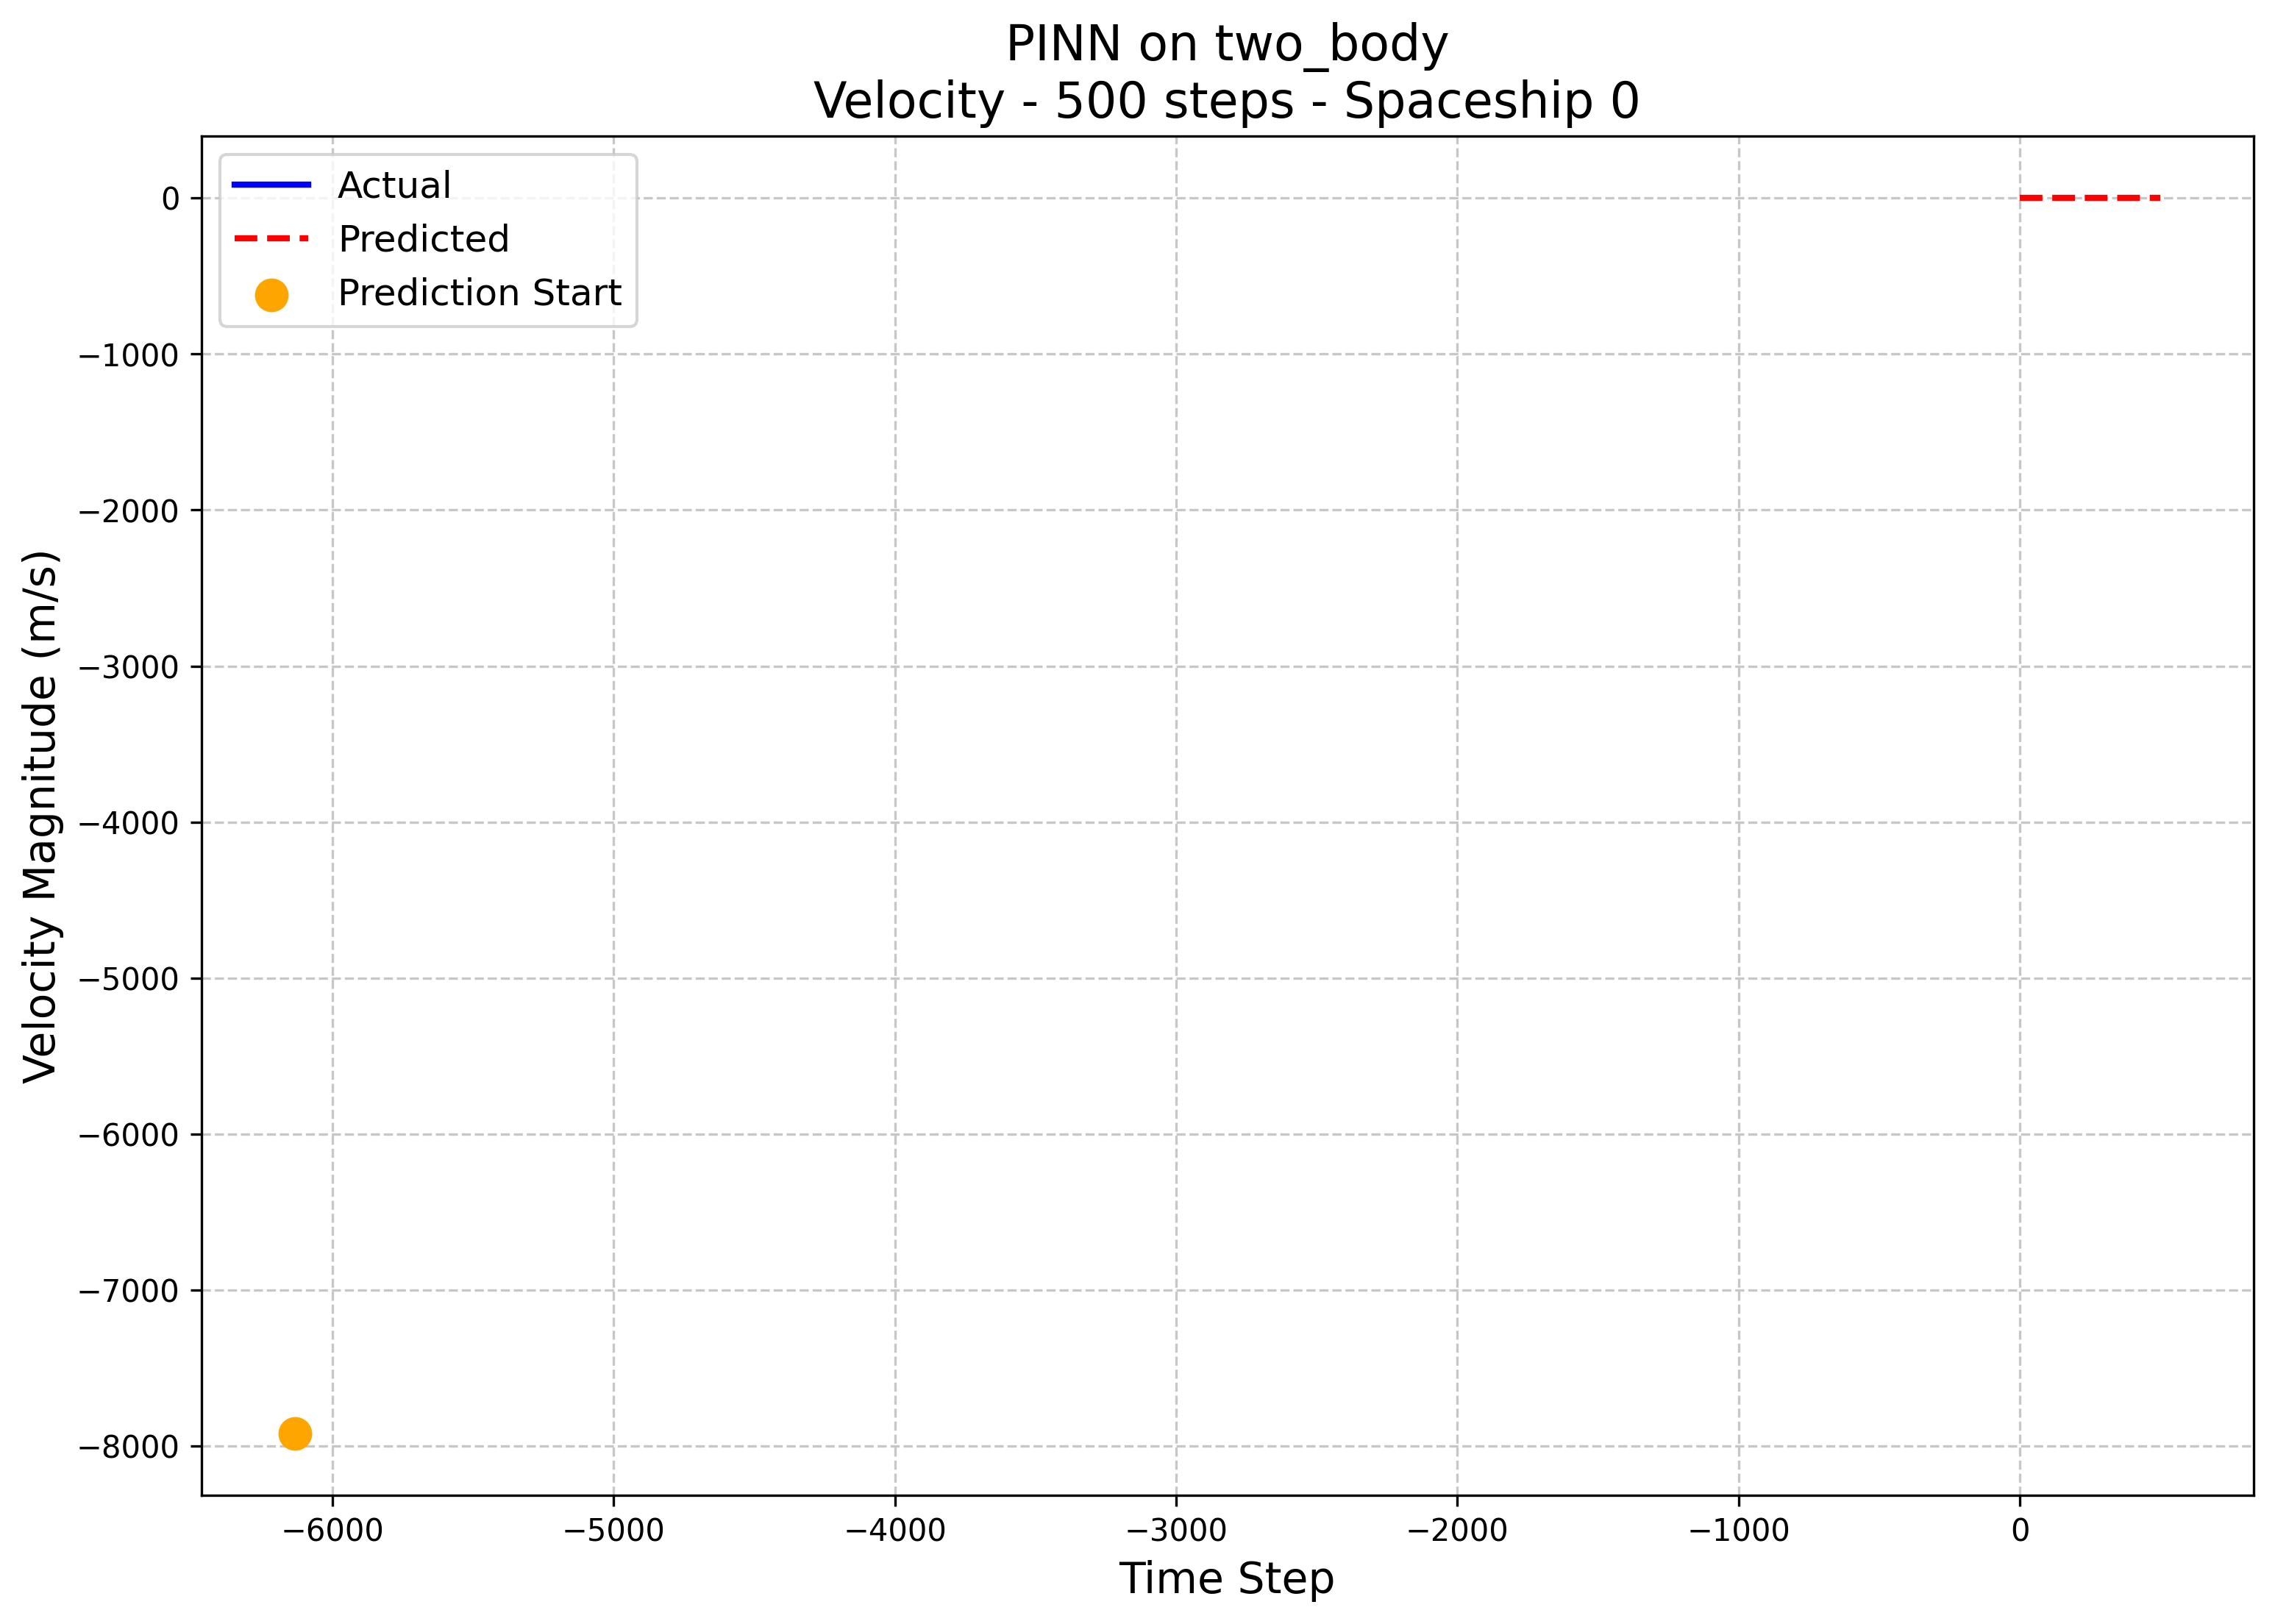 PINN on two_body
Velocity - 500 steps - Spaceship 0
Actual
Predicted
Prediction Start
Velocity Magnitude (m/s)
0
−1000
−2000
−3000
−4000
−5000
−6000
−7000
−8000
−6000
−5000
−4000
−3000
−2000
−1000
0
Time Step